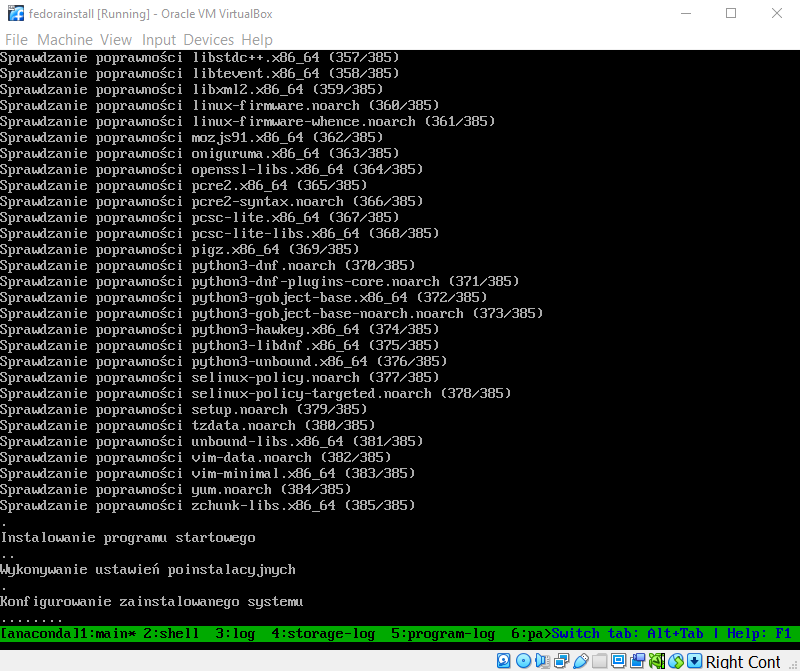 fedorainstall [Running] - Oracle VM VirtualBox
File Machine View Input Devices Help
Sprawdzanie poprawności libstdc++.x86_64 (357/385)
Sprawdzanie poprawności libtevent.x86_64 (358/385)
Sprawdzanie poprawności libxml2.x86_64 (359/385)
Sprawdzanie poprawności linux-firmware.noarch (360/385)
Sprawdzanie poprawności linux-firmware-whence.noarch (361/385)
Sprawdzanie poprawności mozjs91.x86_64 (362/385)
Sprawdzanie poprawności oniguruma.x86_64 (363/385)
Sprawdzanie poprawności openssl-libs.x86_64 (364/385)
Sprawdzanie poprawności pcre2.x86_64 (365/385)
Sprawdzanie poprawności pcre2-syntax.noarch (366/385)
Sprawdzanie poprawności pcsc-lite.x86_64 (367/385)
Sprawdzanie poprawności pcsc-lite-libs.x86_64 (368/385)
Sprawdzanie poprawności pigz.x86_64 (369/385)
Sprawdzanie poprawności python3-dnf.noarch (370/385)
Sprawdzanie poprawności python3-dnf-plugins-core.noarch (371/385)
Sprawdzanie poprawności python3-gobject-base.x86_64 (372/385)
Sprawdzanie poprawności python3-gobject-base-noarch.noarch (373/385)
Sprawdzanie poprawności python3-hawkey.x86_64 (374/385)
Sprawdzanie poprawności python3-libdnf.x86_64 (375/385)
Sprawdzanie poprawności python3-unbound.x86_64 (376/385)
Sprawdzanie poprawności selinux-policy.noarch (377/385)
Sprawdzanie poprawności selinux-policy-targeted.noarch (378/385)
Sprawdzanie poprawności setup.noarch (379/385)
Sprawdzanie poprawności tzdata.noarch (380/385)
Sprawdzanie poprawności unbound-libs.x86_64 (381/385)
Sprawdzanie poprawności vim-data.noarch (382/385)
Sprawdzanie poprawności vim-minimal.x86_64 (383/385)
Sprawdzanie poprawności yum.noarch (384/385)
Sprawdzanie poprawności zchunk-libs.x86_64 (385/385)
.
Instalowanie programu startowego
..
Wykonywanie ustawień poinstalacyjnych
.
Konfigurowanie zainstalowanego systemu
........
[anaconda]1:main* 2:shell  3:log  4:storage-log  5:program-log  6:pa>Switch tab: Alt+Tab | Help: F1
Right Cont